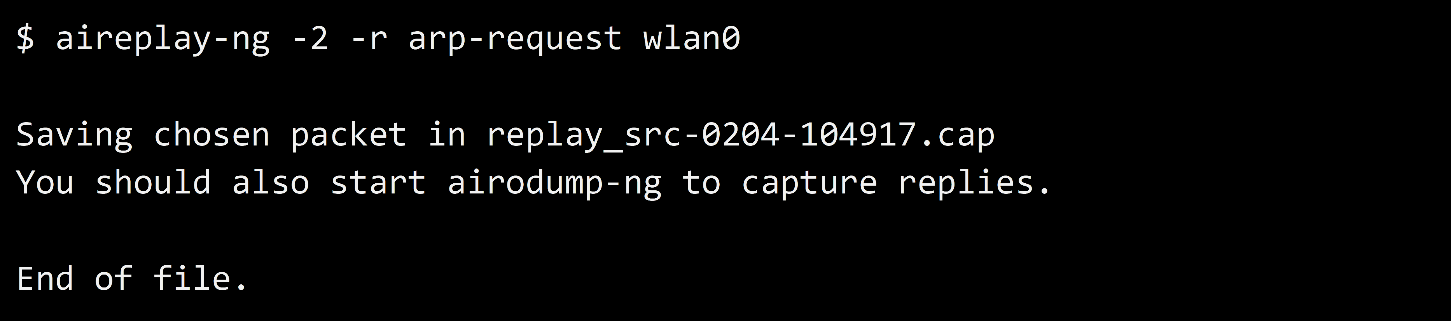 $ aireplay-ng -2 -r arp-request wlan0
Saving chosen packet in replay_src-0204-104917.cap
You should also start airodump-ng to capture replies.
End of file.